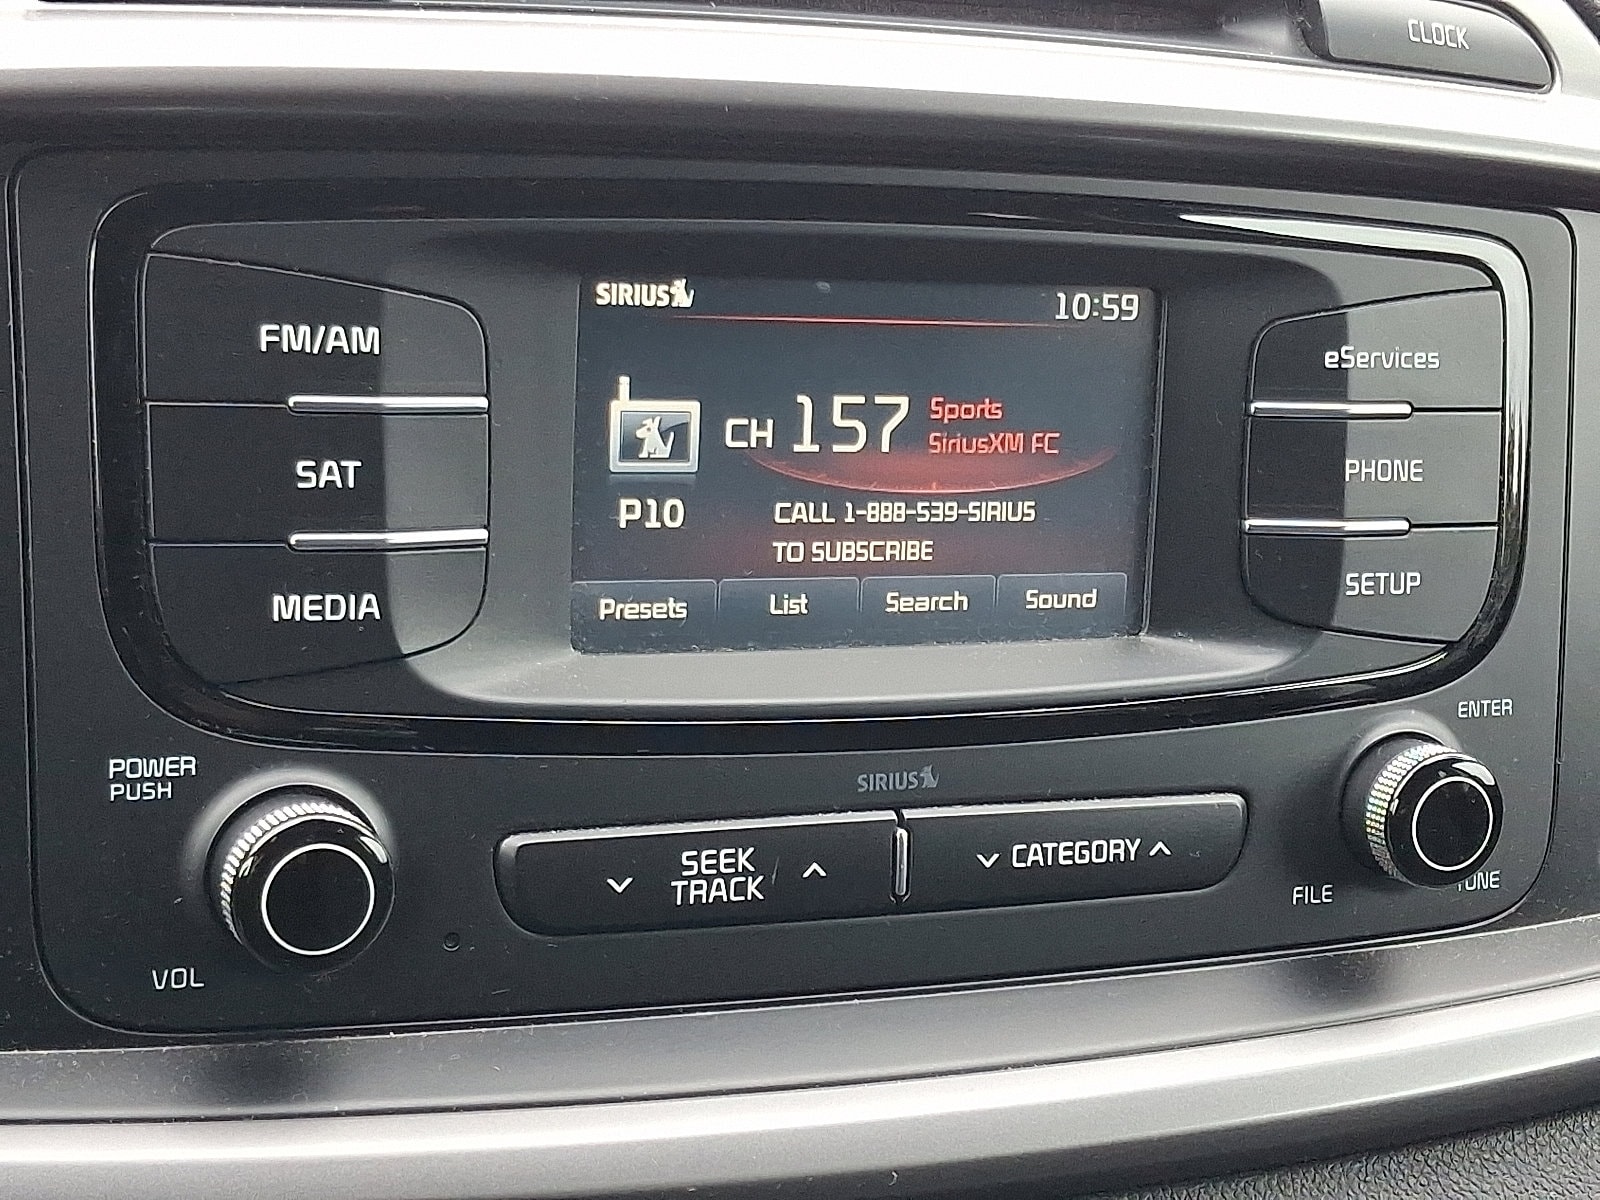 CLOCK
SIRIUS
10:59
FM/AM
SAT
MEDIA
CH 157
Sports
SiriusXM FC
P10
CALL 1-888-539-SIRIUS
TO SUBSCRIBE
Presets
List
Search
Sound
eServices
PHONE
SETUP
POWER
PUSH
VOL
SIRIUS
SEEK
TRACK
CATEGORY
ENTER
FILE
TUNE